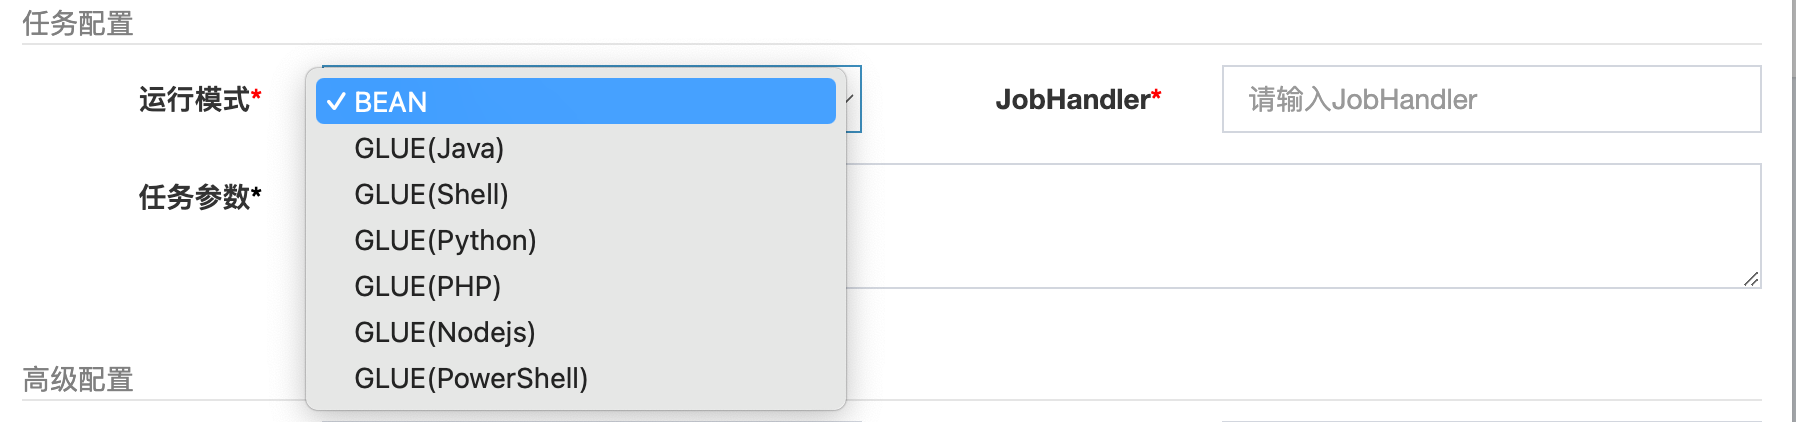 任务配置
运行模式*
✓ BEAN
JobHandler*
请输入JobHandler
GLUE(Java)
任务参数*
GLUE(Shell)
GLUE(Python)
GLUE(PHP)
GLUE(Nodejs)
GLUE(PowerShell)
高级配置